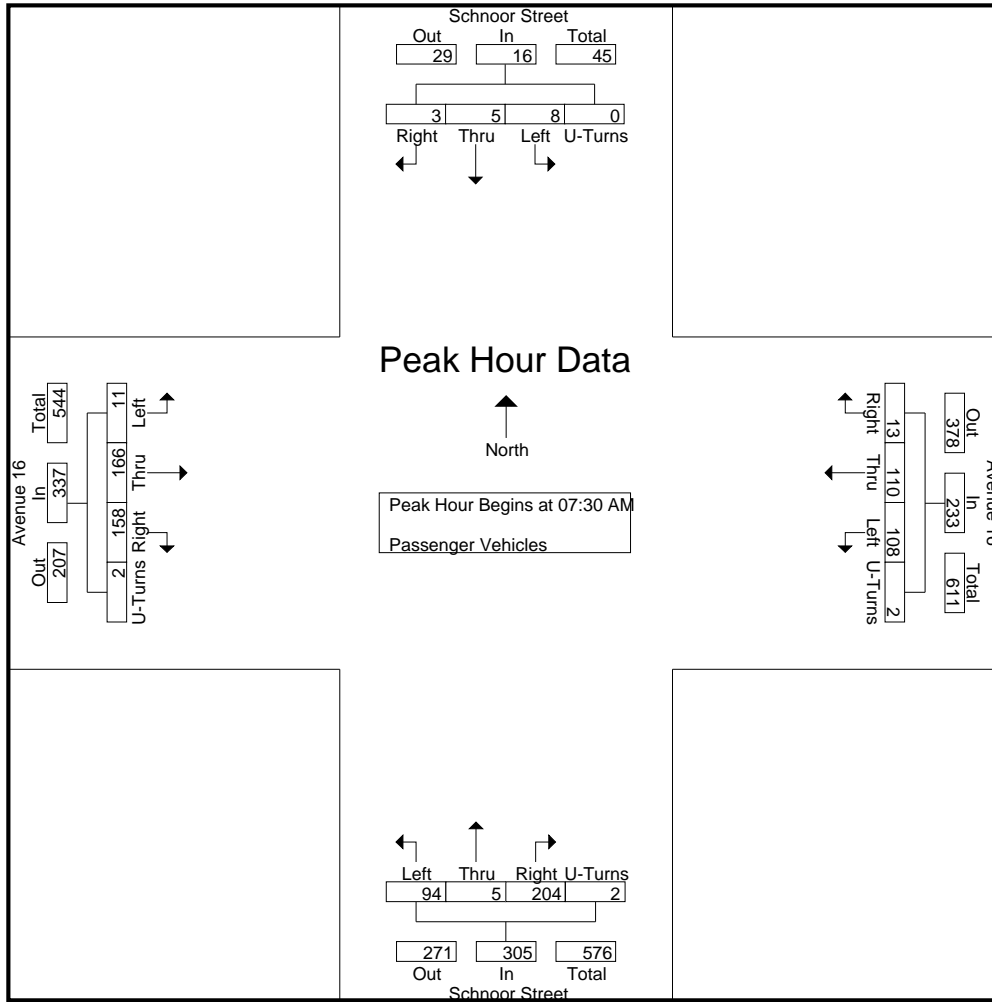 Schnoor Street
Out In Total
29 16 45
3 5 8 0
Right Thru Left U-Turns
Peak Hour Data
North
Peak Hour Begins at 07:30 AM
Passenger Vehicles
Avenue 16
Out In Total
207 337 544
2 158 166 11
U-Turns Right Thru Left
Out In Total
378 233 611
13 110 108 2
Right Thru Left U-Turns
Left Thru Right U-Turns
94 5 204 2
271 305 576
Out In Total
Schnoor Street